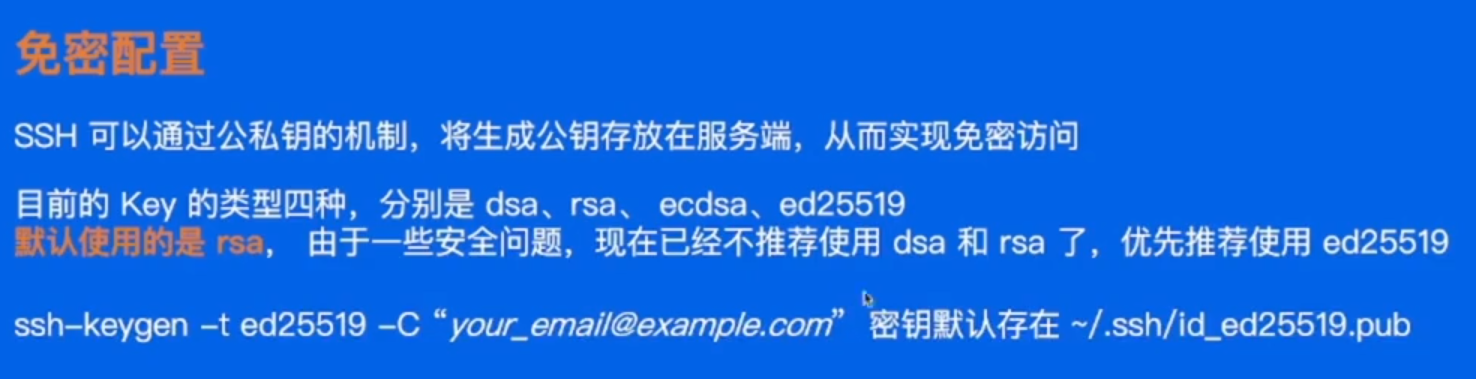 免密配置
SSH 可以通过公私钥的机制，将生成公钥存放在服务端，从而实现免密访问
目前的 Key 的类型四种，分别是 dsa、rsa、 ecdsa、ed25519
默认使用的是 rsa， 由于一些安全问题，现在已经不推荐使用 dsa 和 rsa 了，优先推荐使用 ed25519
ssh-keygen -t ed25519 -C “your_email@example.com” 密钥默认存在 ~/.ssh/id_ed25519.pub